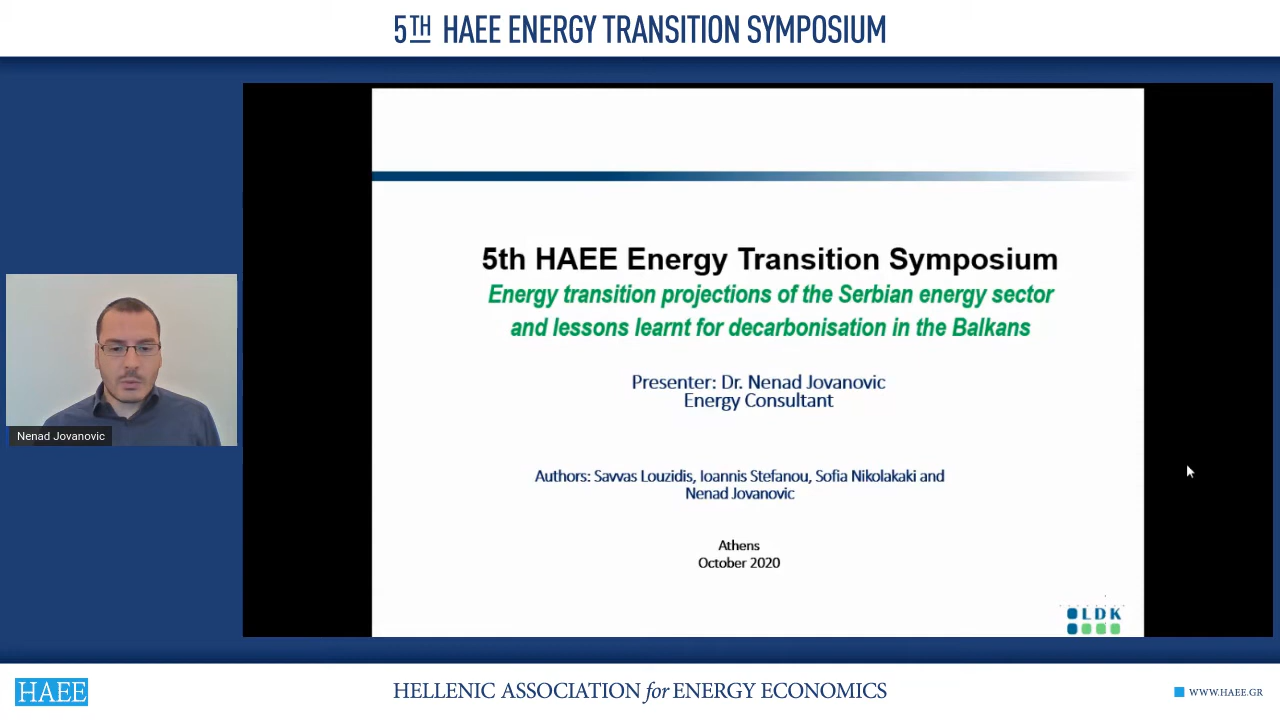 5TH HAEE ENERGY TRANSITION SYMPOSIUM
5th HAEE Energy Transition Symposium
Energy transition projections of the Serbian energy sector
and lessons learnt for decarbonisation in the Balkans
Presenter: Dr. Nenad Jovanovic
Energy Consultant
Nenad Jovanovic
Authors: Savvas Louzidis, Ioannis Stefanou, Sofia Nikolakaki and
Nenad Jovanovic
Athens
October 2020
LDK
HAEE
HELLENIC ASSOCIATION for ENERGY ECONOMICS
WWW.HAEE.GR